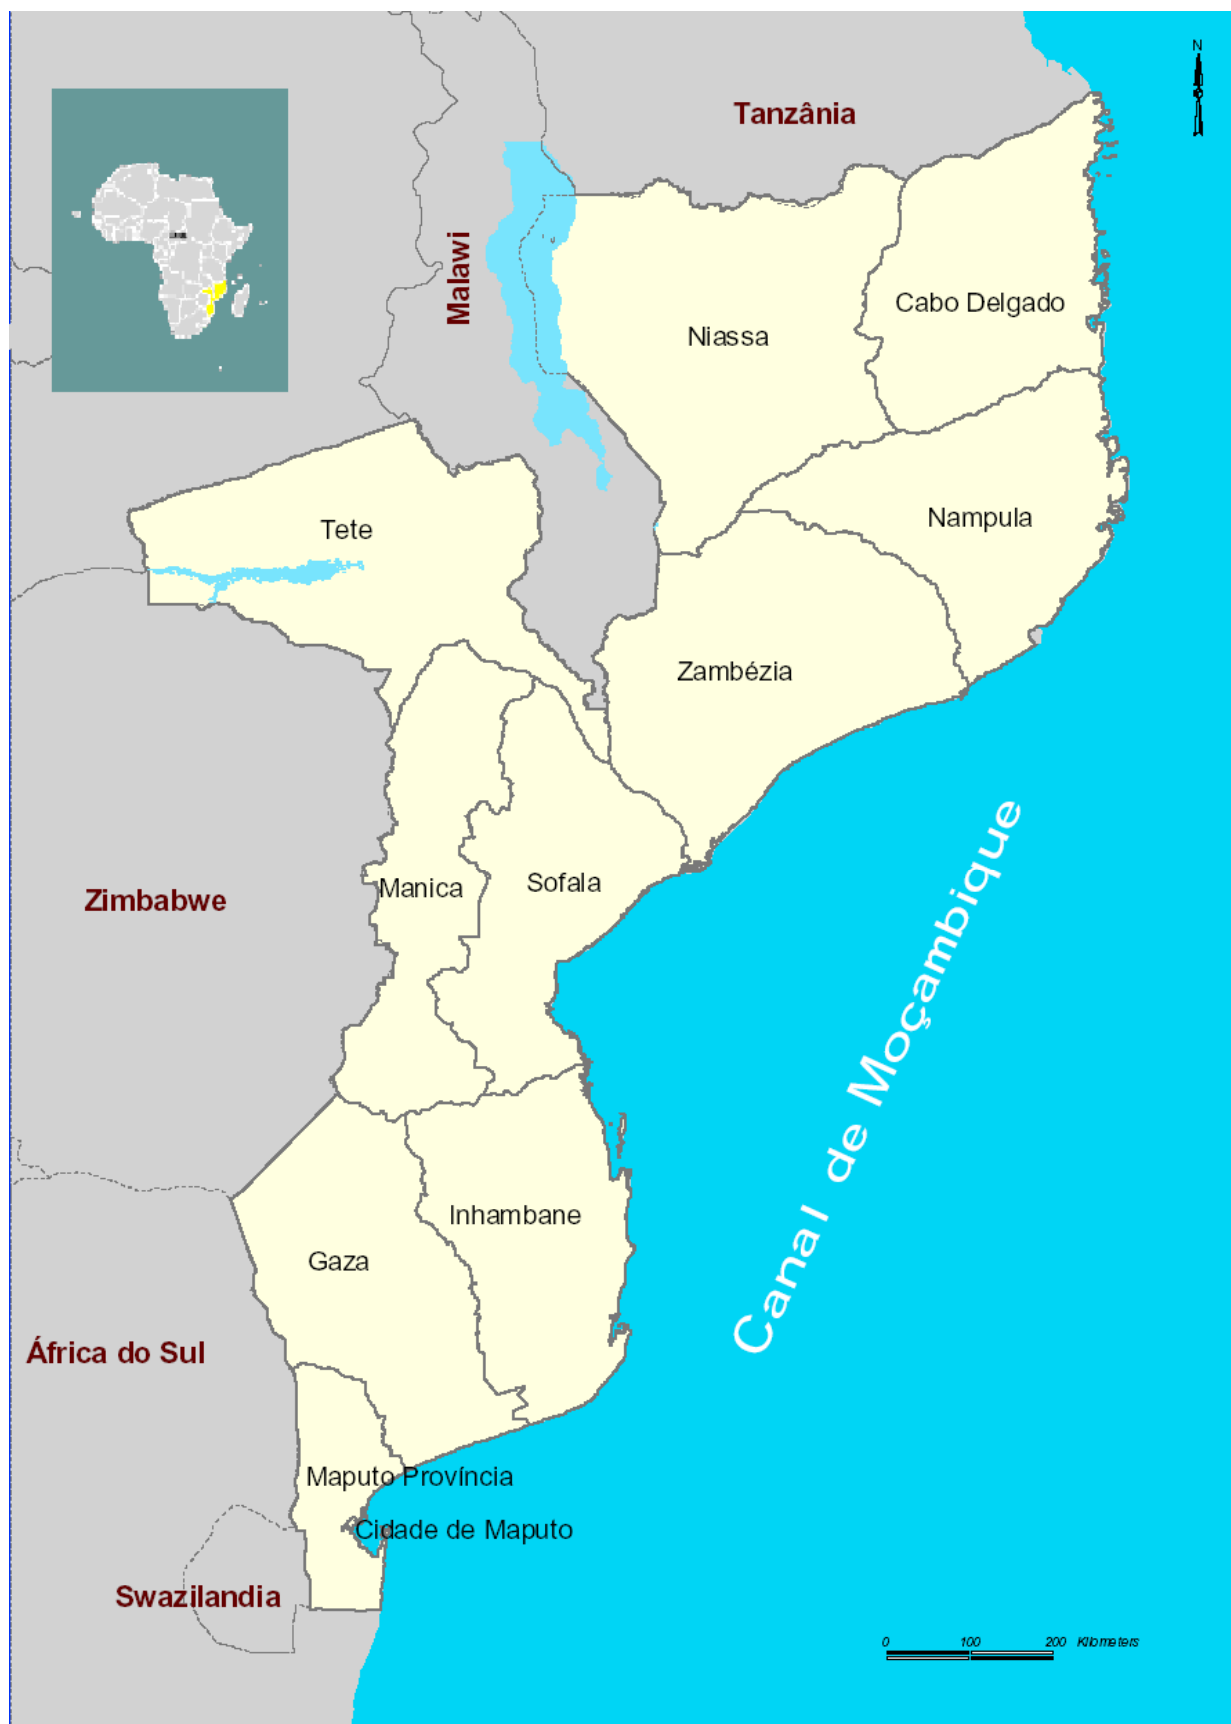 N
Tanzânia
Malawi
Cabo Delgado
Niassa
Nampula
Tete
Zambézia
Manica
Sofala
Zimbabwe
Canal de Moçambique
Inhambane
Gaza
África do Sul
Maputo Província
Cidade de Maputo
Swazilandia
0 100 200 Kilometers